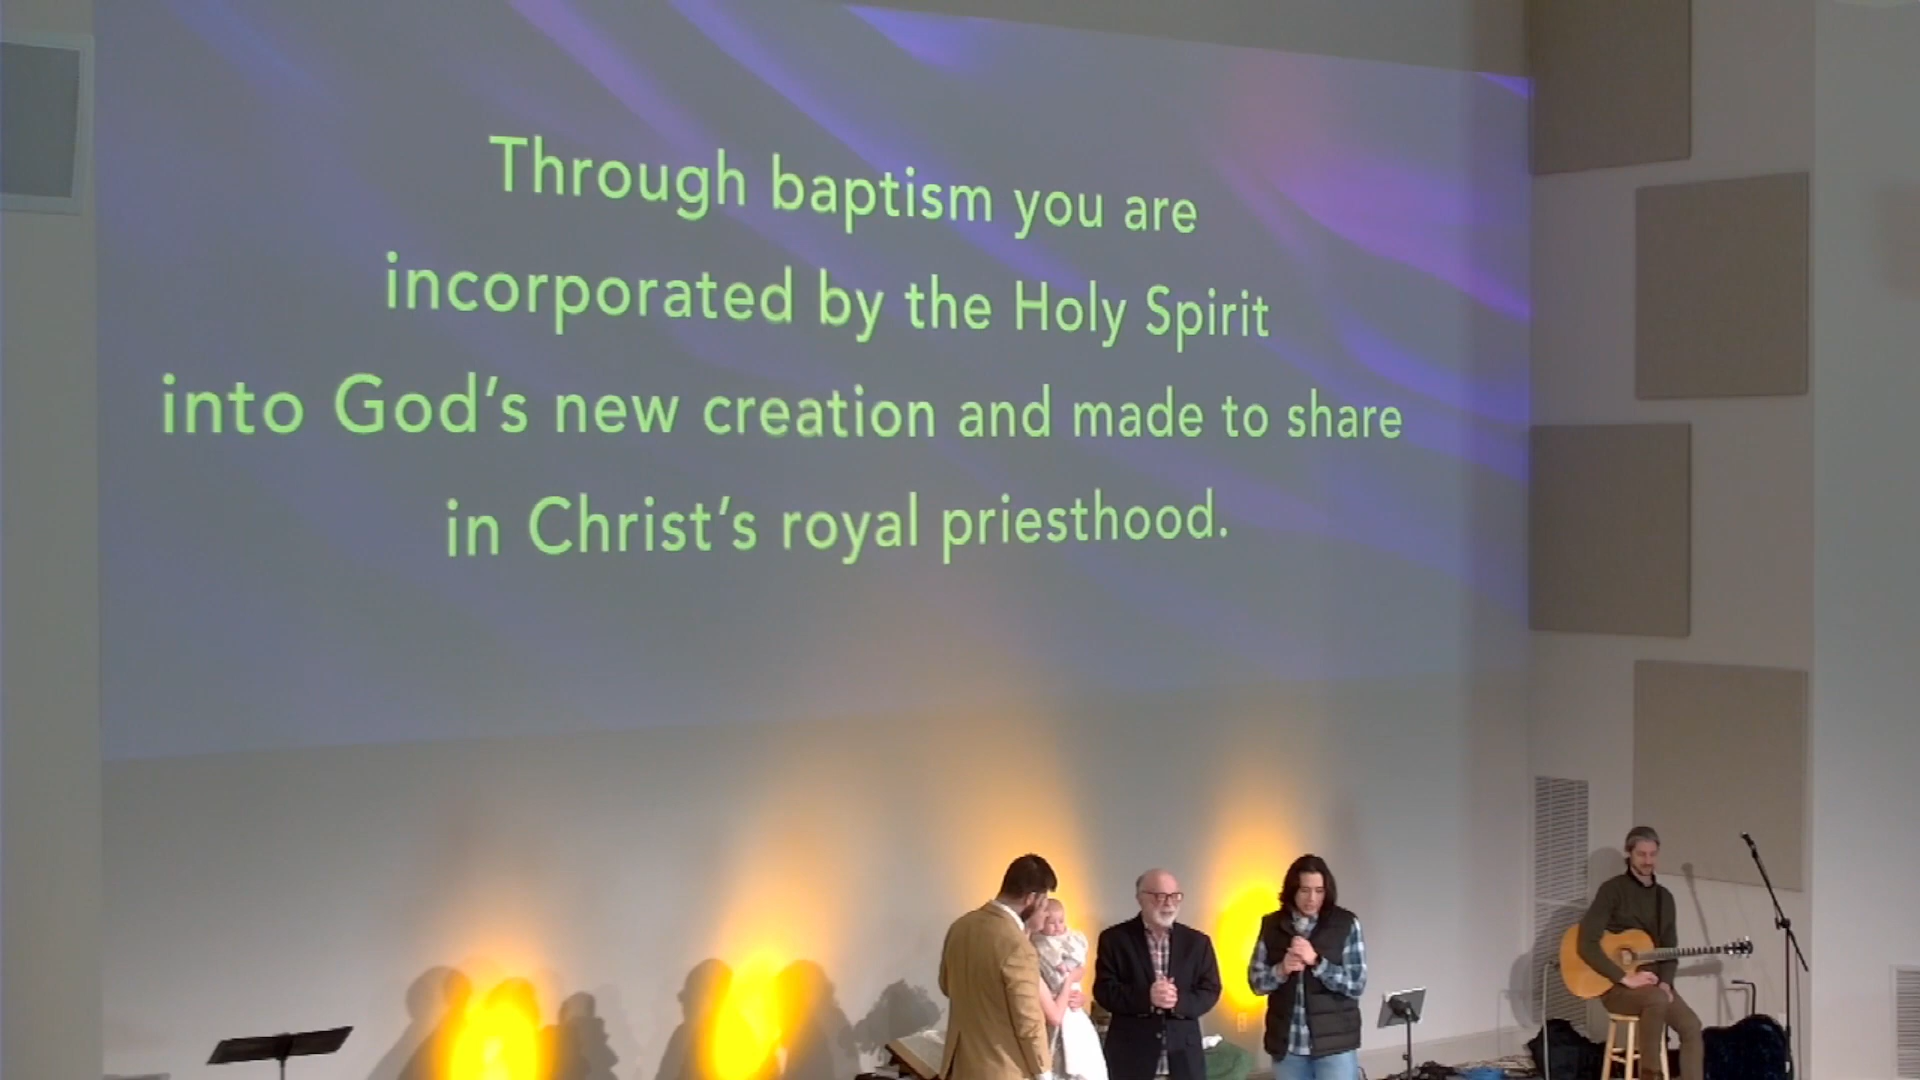 Through baptism you are
incorporated by the Holy Spirit
into God's new creation and made to share
in Christ's royal priesthood.